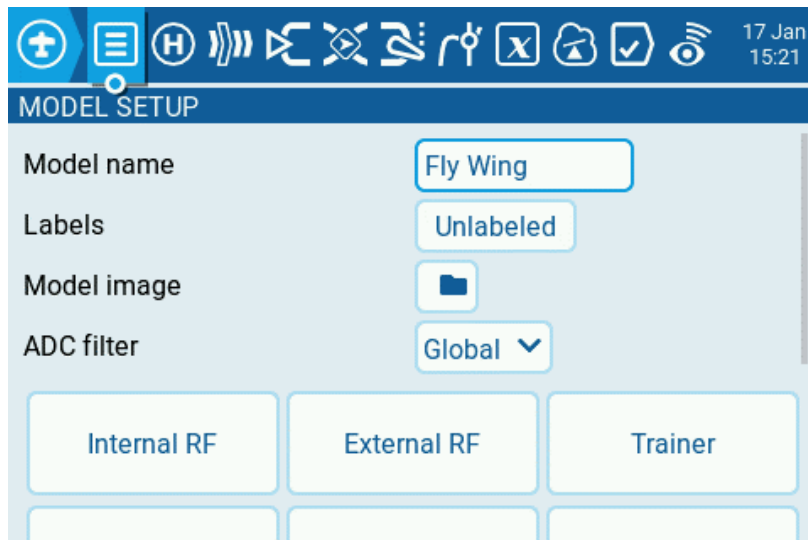 17 Jan
15:21
MODEL SETUP
Model name Fly Wing
Labels Unlabeled
Model image
ADC filter Global
Internal RF External RF Trainer